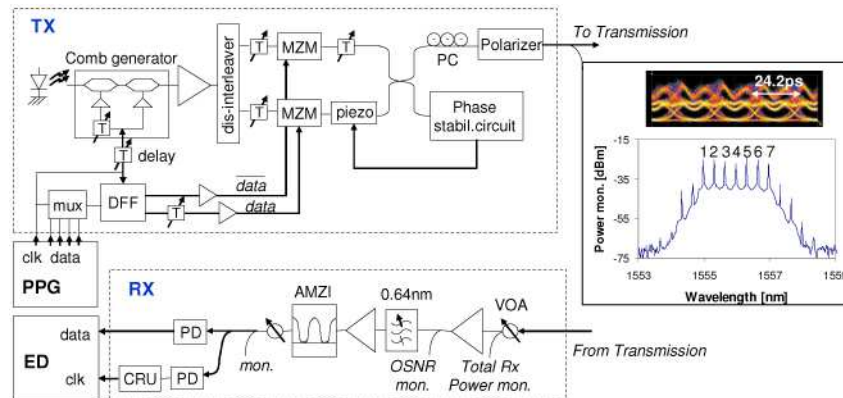 TX
To Transmission
Comb generator
dis-interleaver
T
MZM
T
PC
Polarizer
24.2ps
T
MZM
piezo
Phase
stabil.circuit
T
T
delay
data
data
mux
DFF
T
clk data
PPG
-15
-35
-55
-75
Power mon. [dBm]
1 2 3 4 5 6 7
1553
1555
1557
1559
Wavelength [nm]
RX
AMZI
0.64nm
VOA
data
PD
mon.
OSNR
mon.
Total Rx
Power mon.
From Transmission
ED
clk
CRU
PD